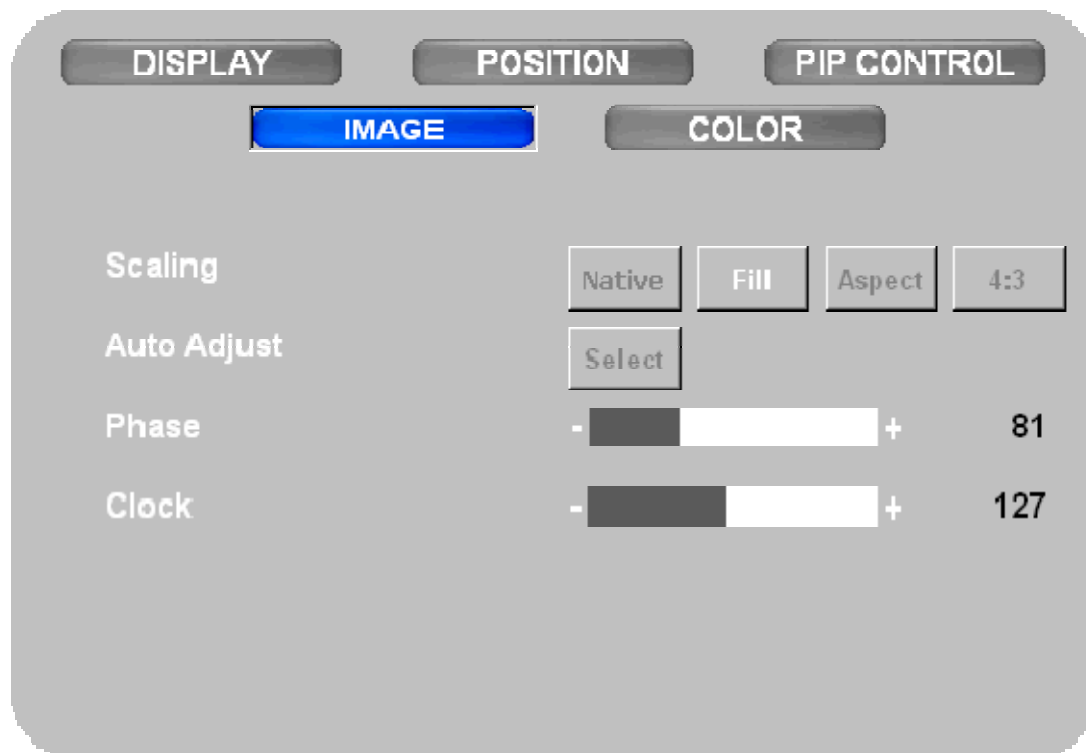 DISPLAY POSITION PIP CONTROL
IMAGE COLOR
Scaling Native Fill Aspect 4:3
Auto Adjust Select
Phase - + 81
Clock - + 127